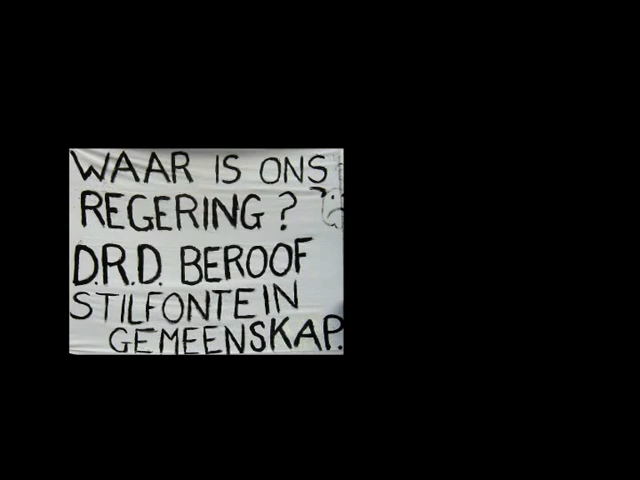 WAAR IS ONS
REGERING?
D.R.D. BEROOF
STILFONTEIN
GEMEENSKAP.